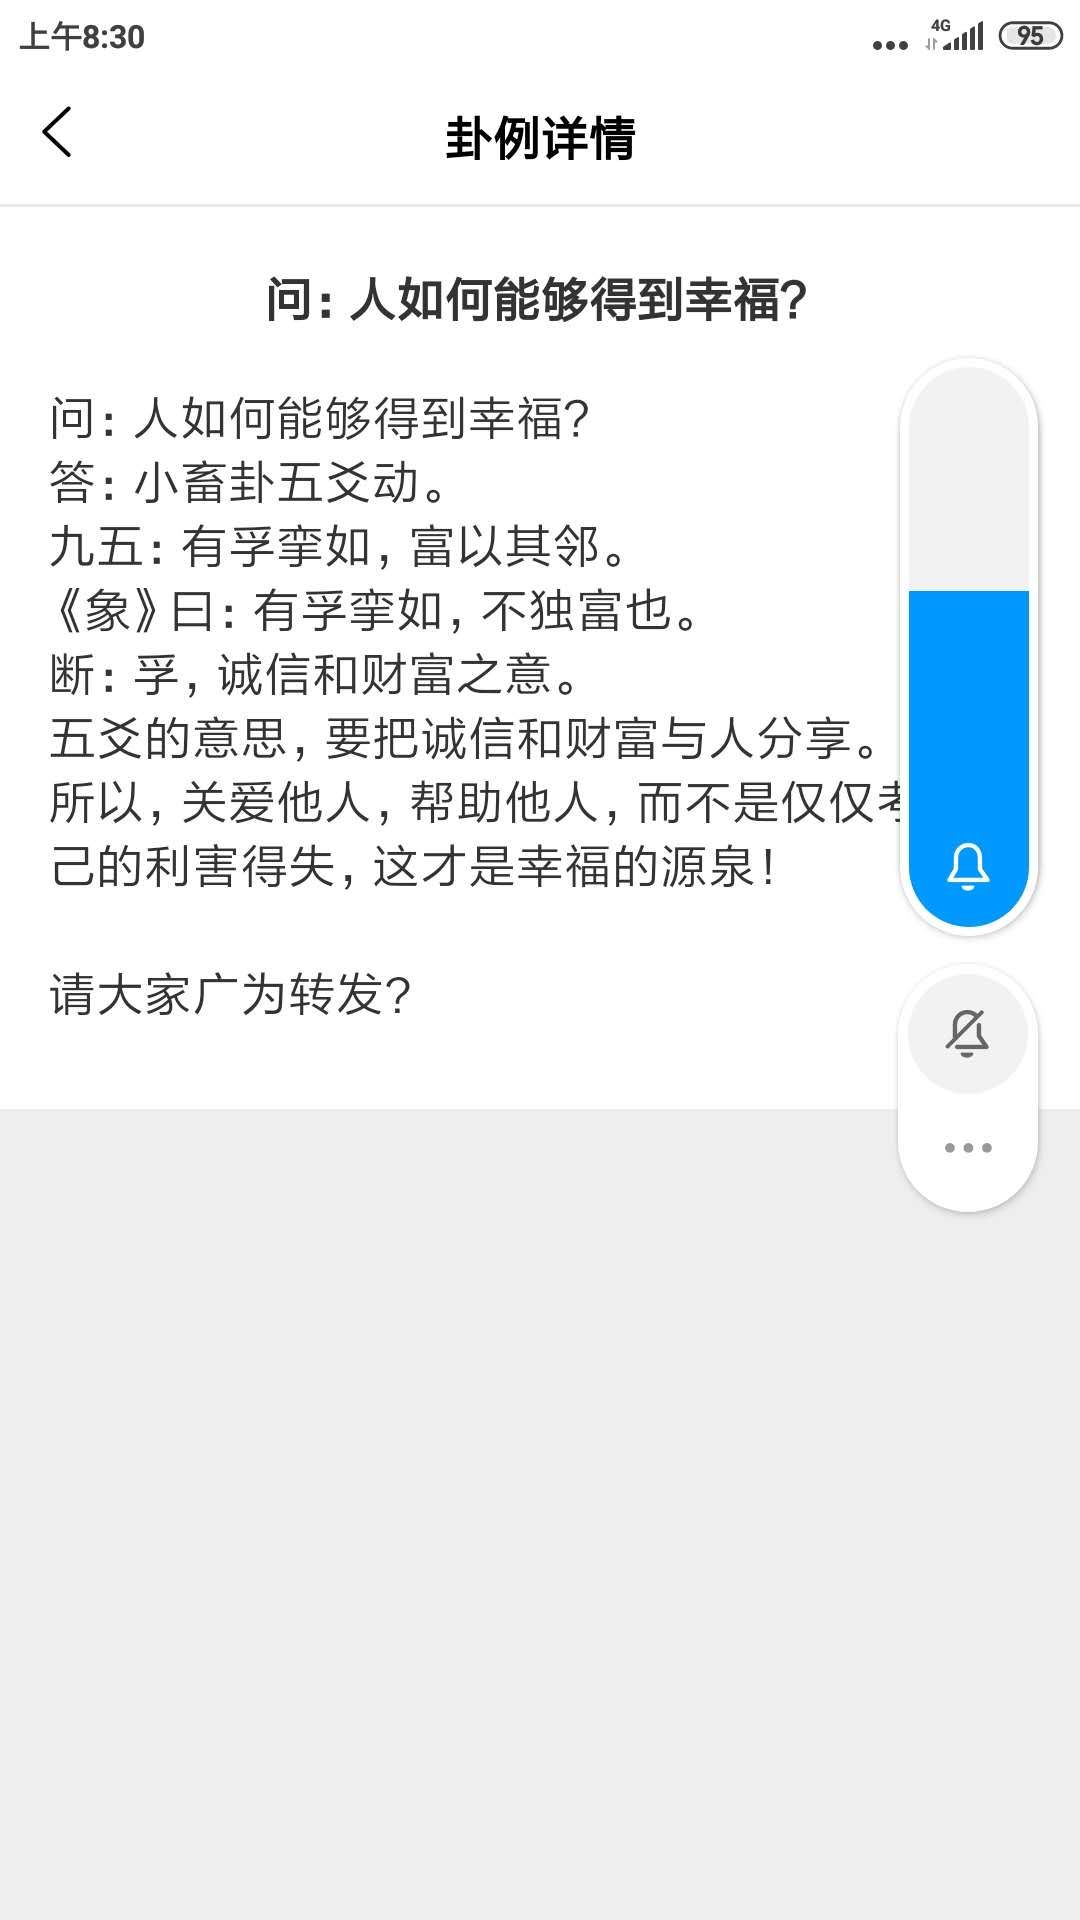 上午8:30
4G
95
卦例详情
问：人如何能够得到幸福？
问：人如何能够得到幸福？
答：小畜卦五爻动。
九五：有孚挛如，富以其邻。
《象》曰：有孚挛如，不独富也。
断：孚，诚信和财富之意。
五爻的意思，要把诚信和财富与人分享。
所以，关爱他人，帮助他人，而不是仅仅
己的利害得失，这才是幸福的源泉！
请大家广为转发？